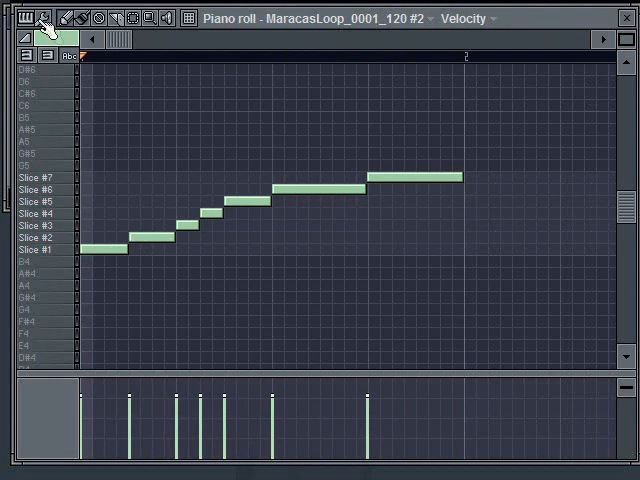 Piano roll - MaracasLoop_0001_120 #2 Velocity
Abc
2
D#6
D6
C#6
C6
B5
A#5
A5
G#5
G5
Slice #7
Slice #6
Slice #5
Slice #4
Slice #3
Slice #2
Slice #1
B4
A#4
A4
G#4
G4
F#4
F4
E4
D#4